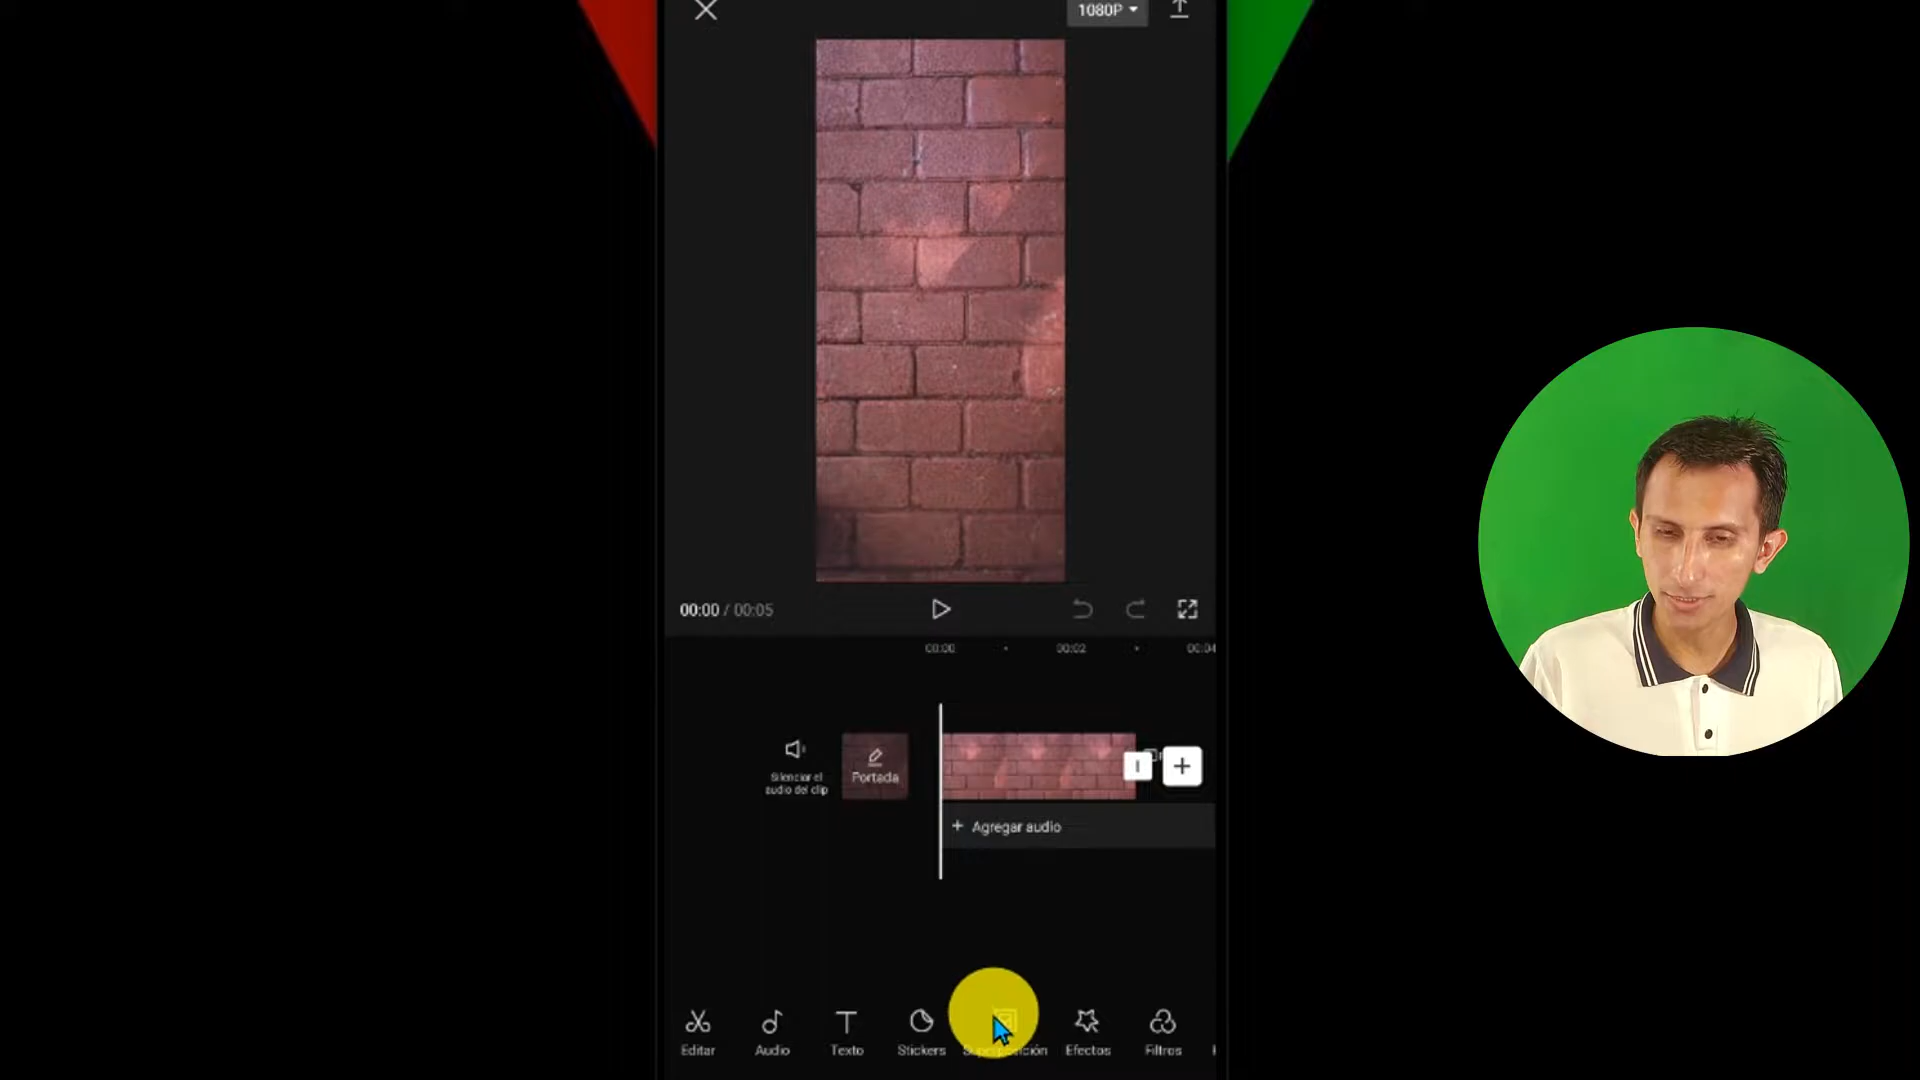 1080P
00:00 / 00:05
00:00 00:02 00:04
Silenciar el
audio del clip
Portada
+ Agregar audio
Editar Audio Texto Stickers Superposición Efectos Filtros